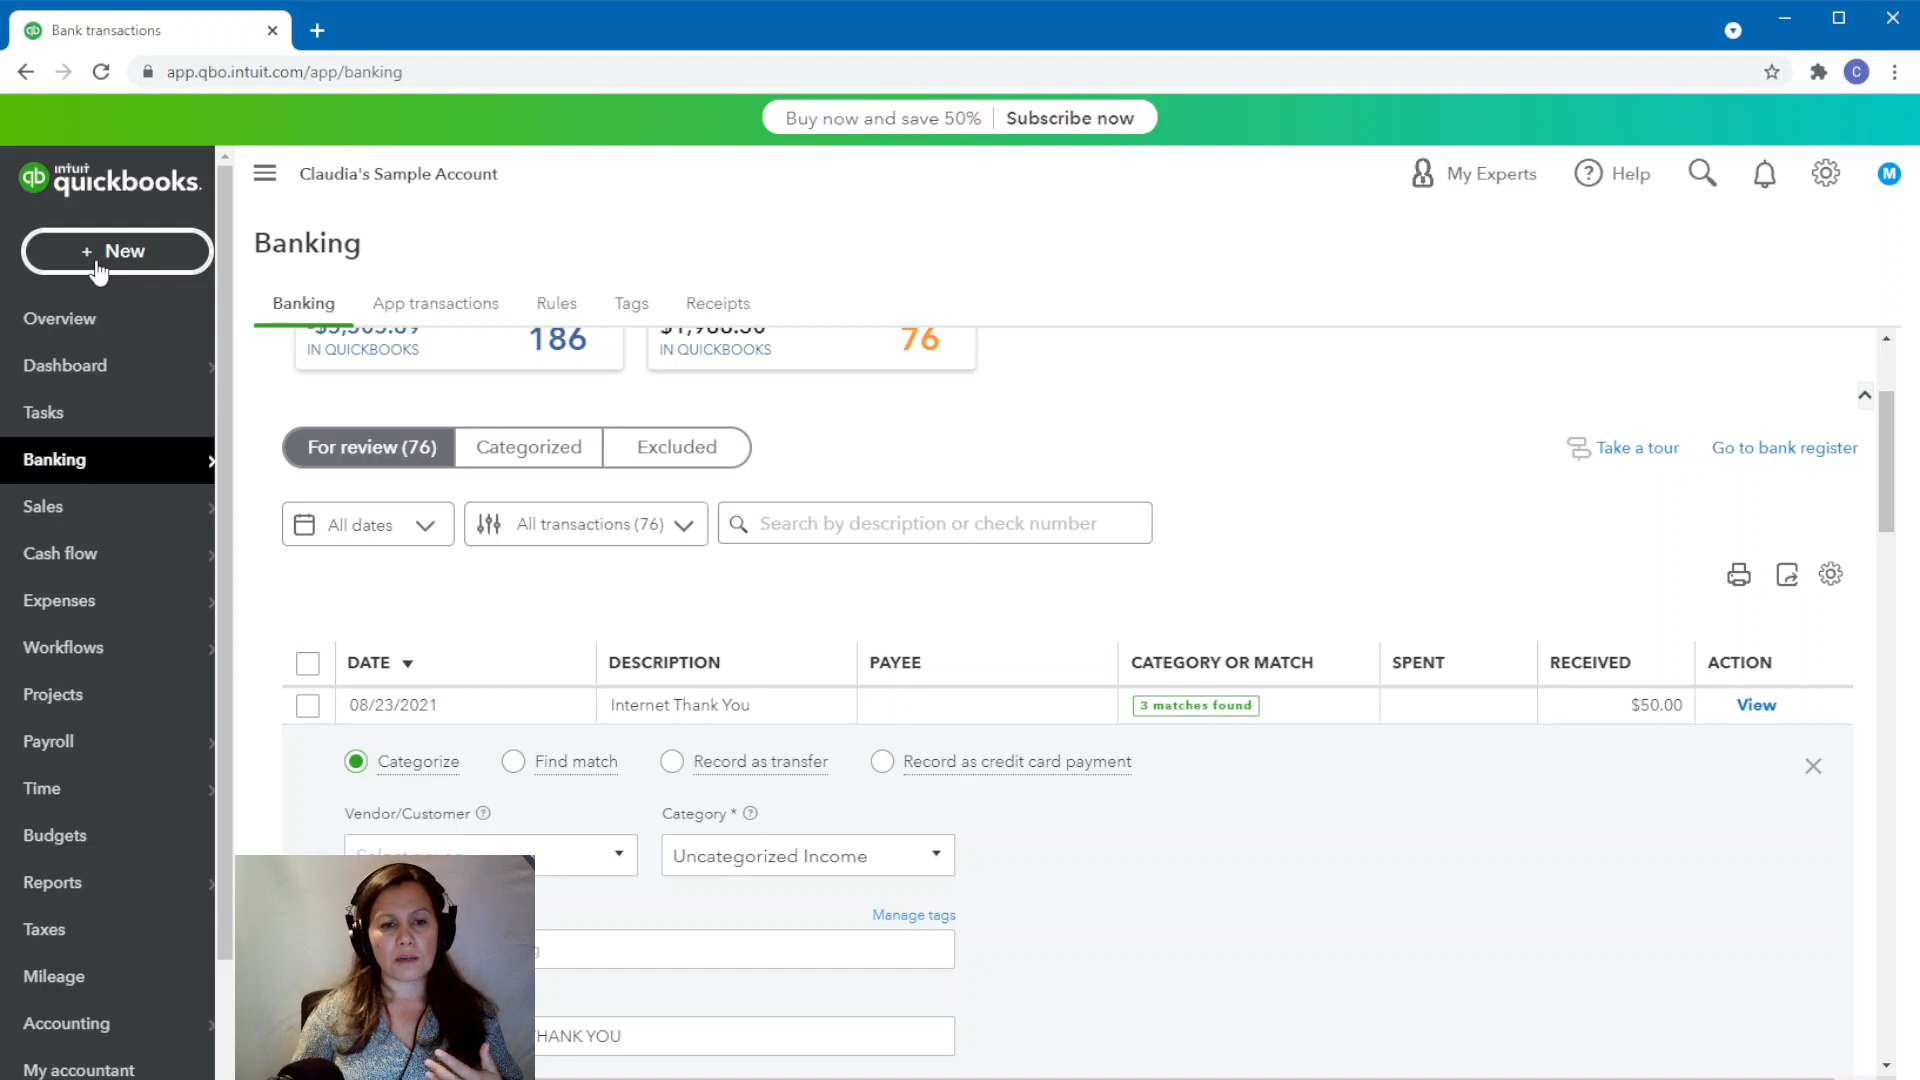 Bank transactions
app.qbo.intuit.com/app/banking
C
Buy now and save 50% Subscribe now
qb intuit quickbooks.
Claudia's Sample Account
My Experts
? Help
M
+ New
Banking
Banking App transactions Rules Tags Receipts
Overview
Dashboard
Tasks
Banking
Sales
Cash flow
Expenses
Workflows
Projects
Payroll
Time
Budgets
Reports
Taxes
Mileage
Accounting
My accountant
IN QUICKBOOKS 186
IN QUICKBOOKS 76
For review (76) Categorized Excluded
Take a tour Go to bank register
All dates All transactions (76) Search by description or check number
DATE DESCRIPTION PAYEE CATEGORY OR MATCH SPENT RECEIVED ACTION
08/23/2021 Internet Thank You 3 matches found $50.00 View
Categorize Find match Record as transfer Record as credit card payment
Vendor/Customer ? Category * ?
Uncategorized Income
Manage tags
THANK YOU